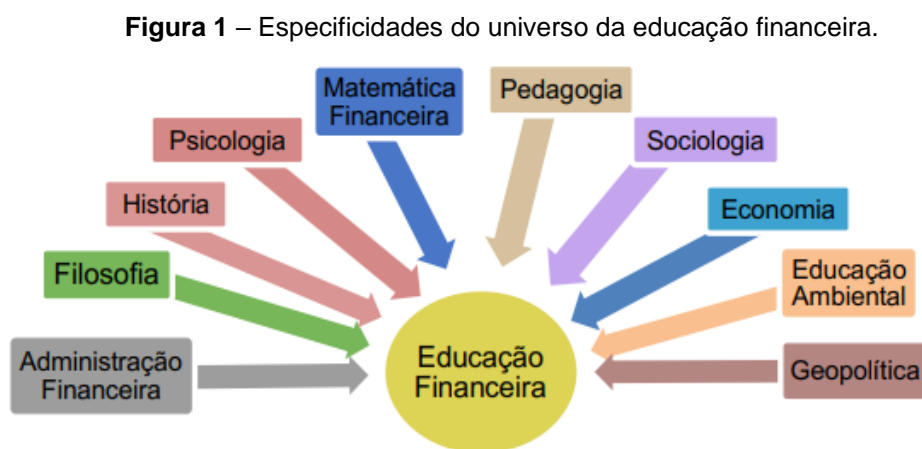 Figura 1 – Especificidades do universo da educação financeira.
Matemática
Financeira
Pedagogia
Psicologia
Sociologia
História
Economia
Filosofia
Educação
Ambiental
Administração
Financeira
Educação
Financeira
Geopolítica